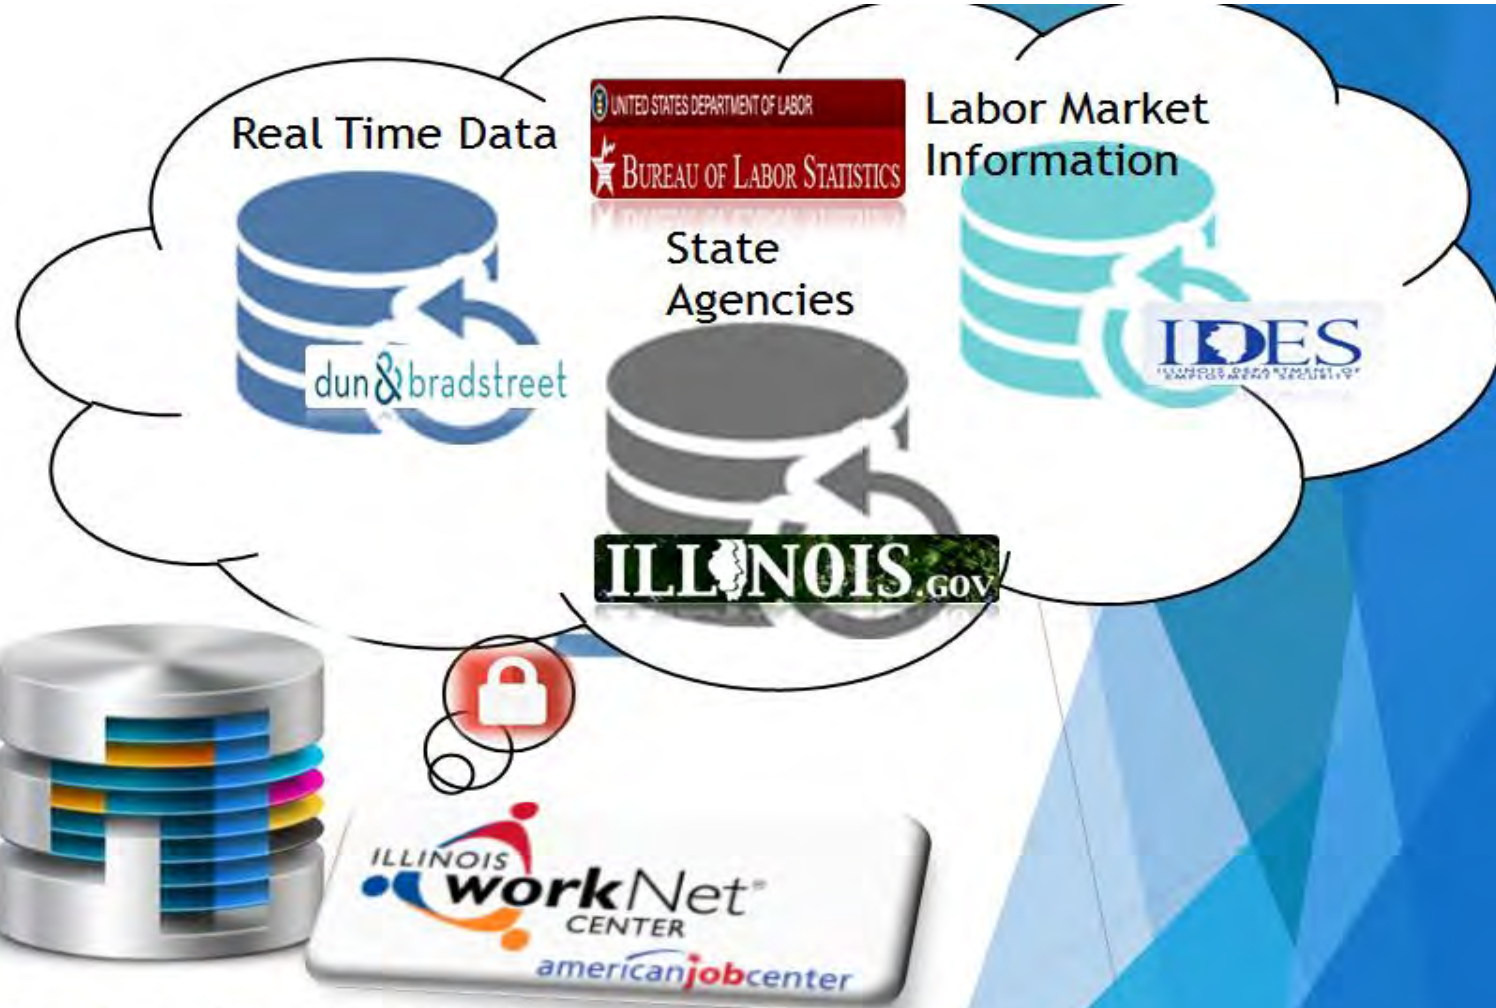 Real Time Data
UNITED STATES DEPARTMENT OF LABOR
BUREAU OF LABOR STATISTICS
Labor Market
Information
State
Agencies
dun&bradstreet
IDES
ILLINOIS DEPARTMENT OF
EMPLOYMENT SECURITY
ILLINOIS.GOV
ILLINOIS
workNet®
CENTER
americanjobcenter